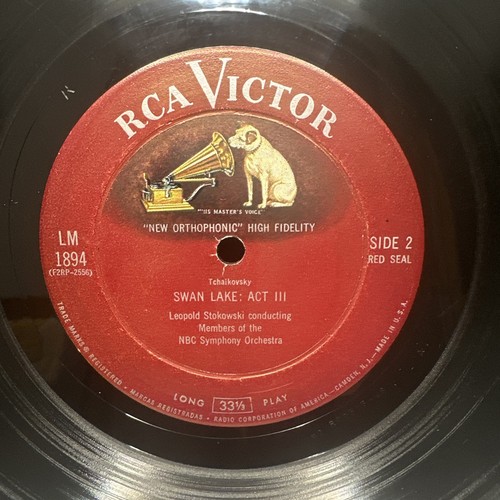 RCA VICTOR
"HIS MASTER'S VOICE"
"NEW ORTHOPHONIC" HIGH FIDELITY
LM
1894
(F2RP-2556)
SIDE 2
RED SEAL
Tchaikovsky
SWAN LAKE: ACT III
Leopold Stokowski conducting
Members of the
NBC Symphony Orchestra
LONG 33⅓ PLAY
TRADE MARKS ® REGISTERED • MARCAS REGISTRADAS • RADIO CORPORATION OF AMERICA—CAMDEN, N.J.—MADE IN U.S.A.